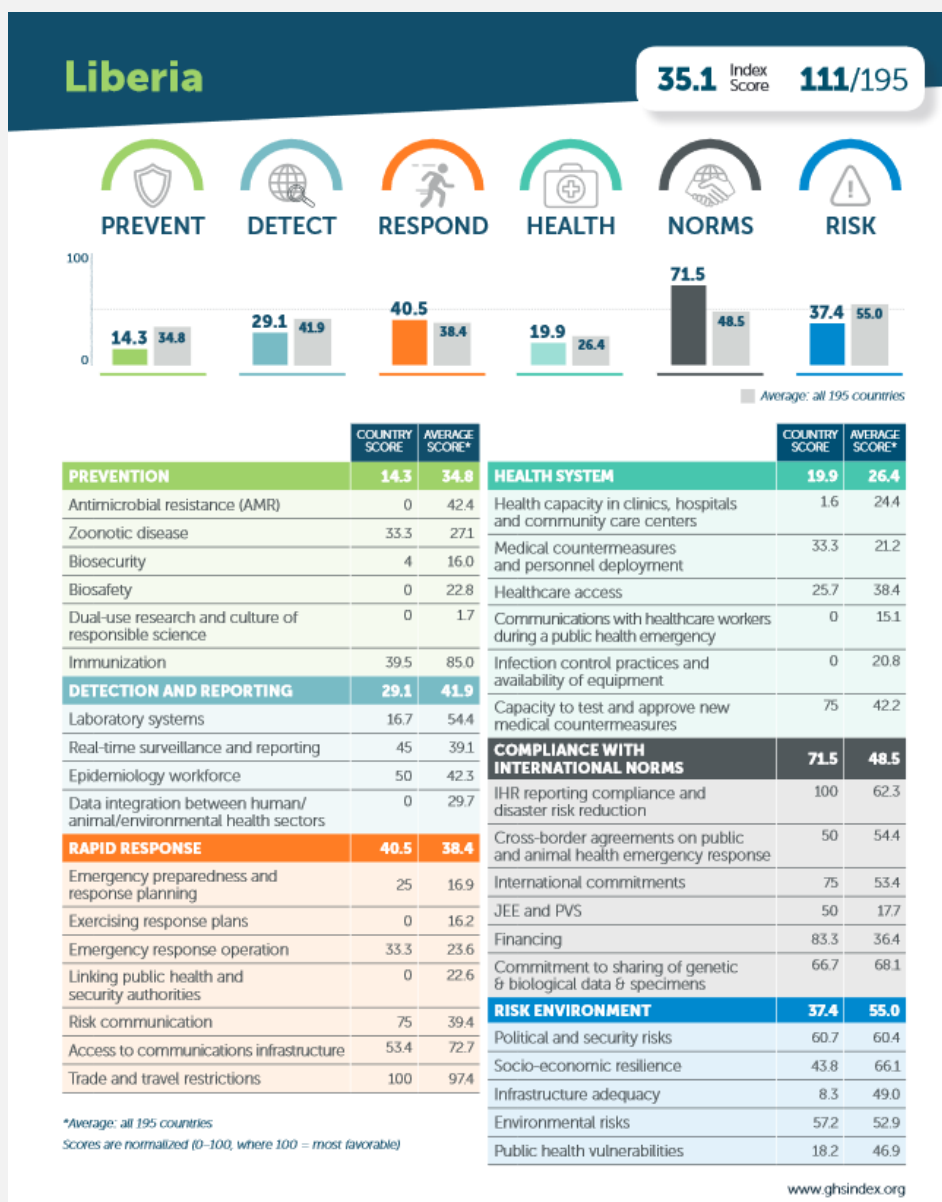 Liberia
35.1 Index Score 111/195
PREVENT DETECT RESPOND HEALTH NORMS RISK
100
0
14.3 34.8
29.1 41.9
40.5 38.4
19.9 26.4
71.5 48.5
37.4 55.0
Average: all 195 countries
COUNTRY SCORE AVERAGE SCORE*
PREVENTION 14.3 34.8
Antimicrobial resistance (AMR) 0 42.4
Zoonotic disease 33.3 27.1
Biosecurity 4 16.0
Biosafety 0 22.8
Dual-use research and culture of
responsible science 0 1.7
Immunization 39.5 85.0
DETECTION AND REPORTING 29.1 41.9
Laboratory systems 16.7 54.4
Real-time surveillance and reporting 45 39.1
Epidemiology workforce 50 42.3
Data integration between human/
animal/environmental health sectors 0 29.7
RAPID RESPONSE 40.5 38.4
Emergency preparedness and
response planning 25 16.9
Exercising response plans 0 16.2
Emergency response operation 33.3 23.6
Linking public health and
security authorities 0 22.6
Risk communication 75 39.4
Access to communications infrastructure 53.4 72.7
Trade and travel restrictions 100 97.4
*Average: all 195 countries
Scores are normalized (0–100, where 100 = most favorable)
COUNTRY SCORE AVERAGE SCORE*
HEALTH SYSTEM 19.9 26.4
Health capacity in clinics, hospitals
and community care centers 1.6 24.4
Medical countermeasures
and personnel deployment 33.3 21.2
Healthcare access 25.7 38.4
Communications with healthcare workers
during a public health emergency 0 15.1
Infection control practices and
availability of equipment 0 20.8
Capacity to test and approve new
medical countermeasures 75 42.2
COMPLIANCE WITH
INTERNATIONAL NORMS 71.5 48.5
IHR reporting compliance and
disaster risk reduction 100 62.3
Cross-border agreements on public
and animal health emergency response 50 54.4
International commitments 75 53.4
JEE and PVS 50 17.7
Financing 83.3 36.4
Commitment to sharing of genetic
& biological data & specimens 66.7 68.1
RISK ENVIRONMENT 37.4 55.0
Political and security risks 60.7 60.4
Socio-economic resilience 43.8 66.1
Infrastructure adequacy 8.3 49.0
Environmental risks 57.2 52.9
Public health vulnerabilities 18.2 46.9
www.ghsindex.org